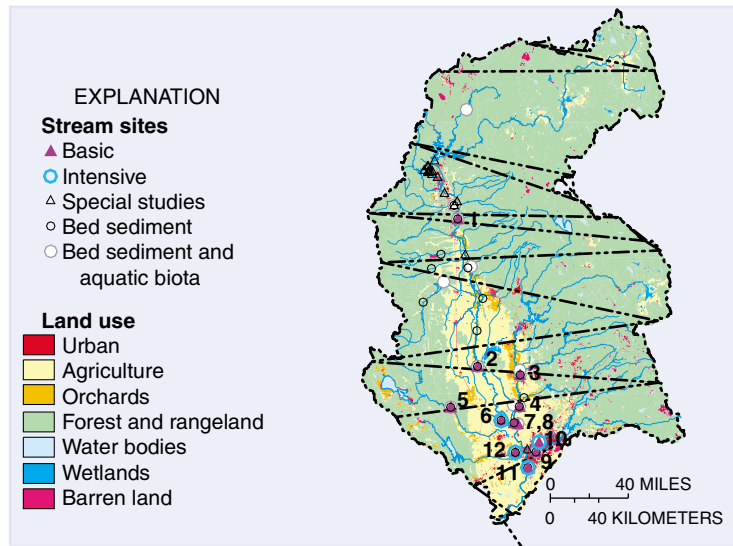 EXPLANATION
Stream sites
Basic
Intensive
Special studies
Bed sediment
Bed sediment and
aquatic biota
Land use
Urban
Agriculture
Orchards
Forest and rangeland
Water bodies
Wetlands
Barren land
1
2
3
5
4
6
7,8
10
12
9
11
0 40 MILES
0 40 KILOMETERS